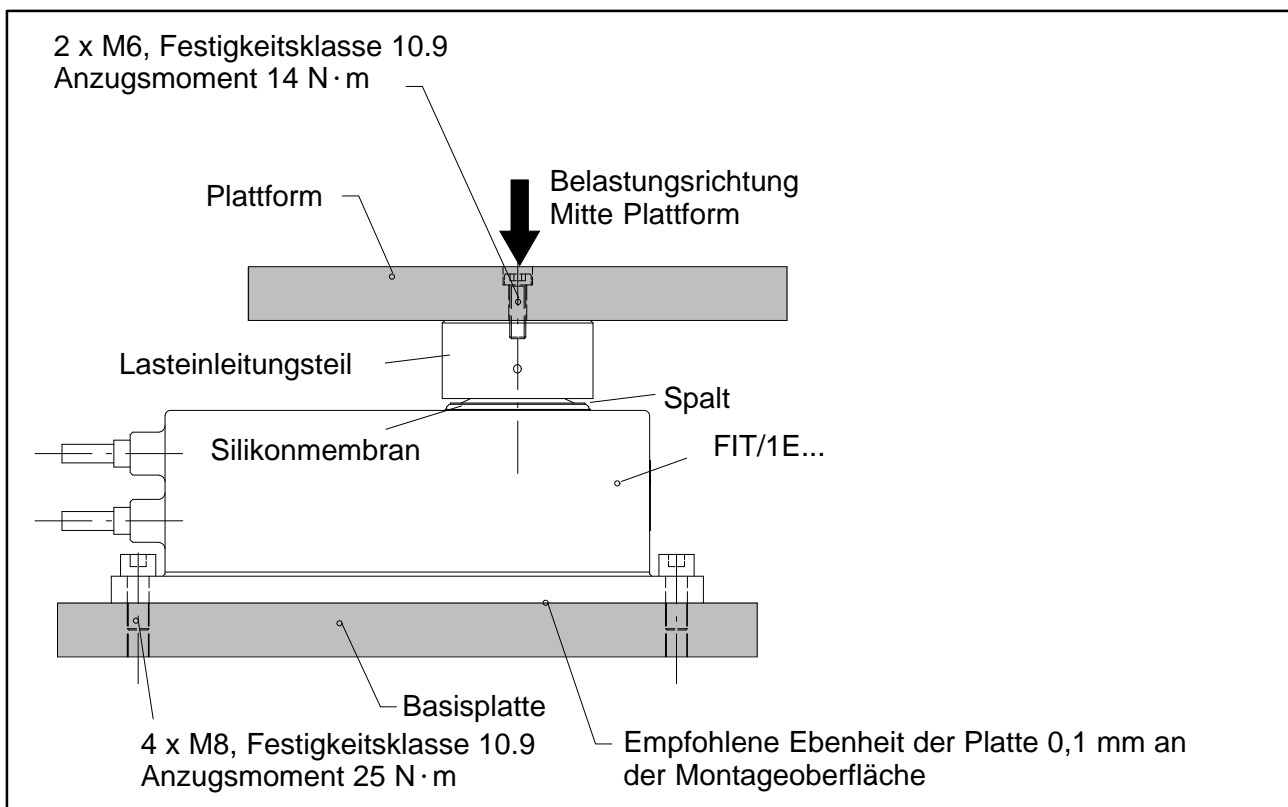 2 x M6, Festigkeitsklasse 10.9
Anzugsmoment 14 N·m
Belastungsrichtung
Mitte Plattform
Plattform
Lasteinleitungsteil
Spalt
Silikonmembran
FIT/1E...
Basisplatte
4 x M8, Festigkeitsklasse 10.9
Anzugsmoment 25 N·m
Empfohlene Ebenheit der Platte 0,1 mm an
der Montageoberfläche